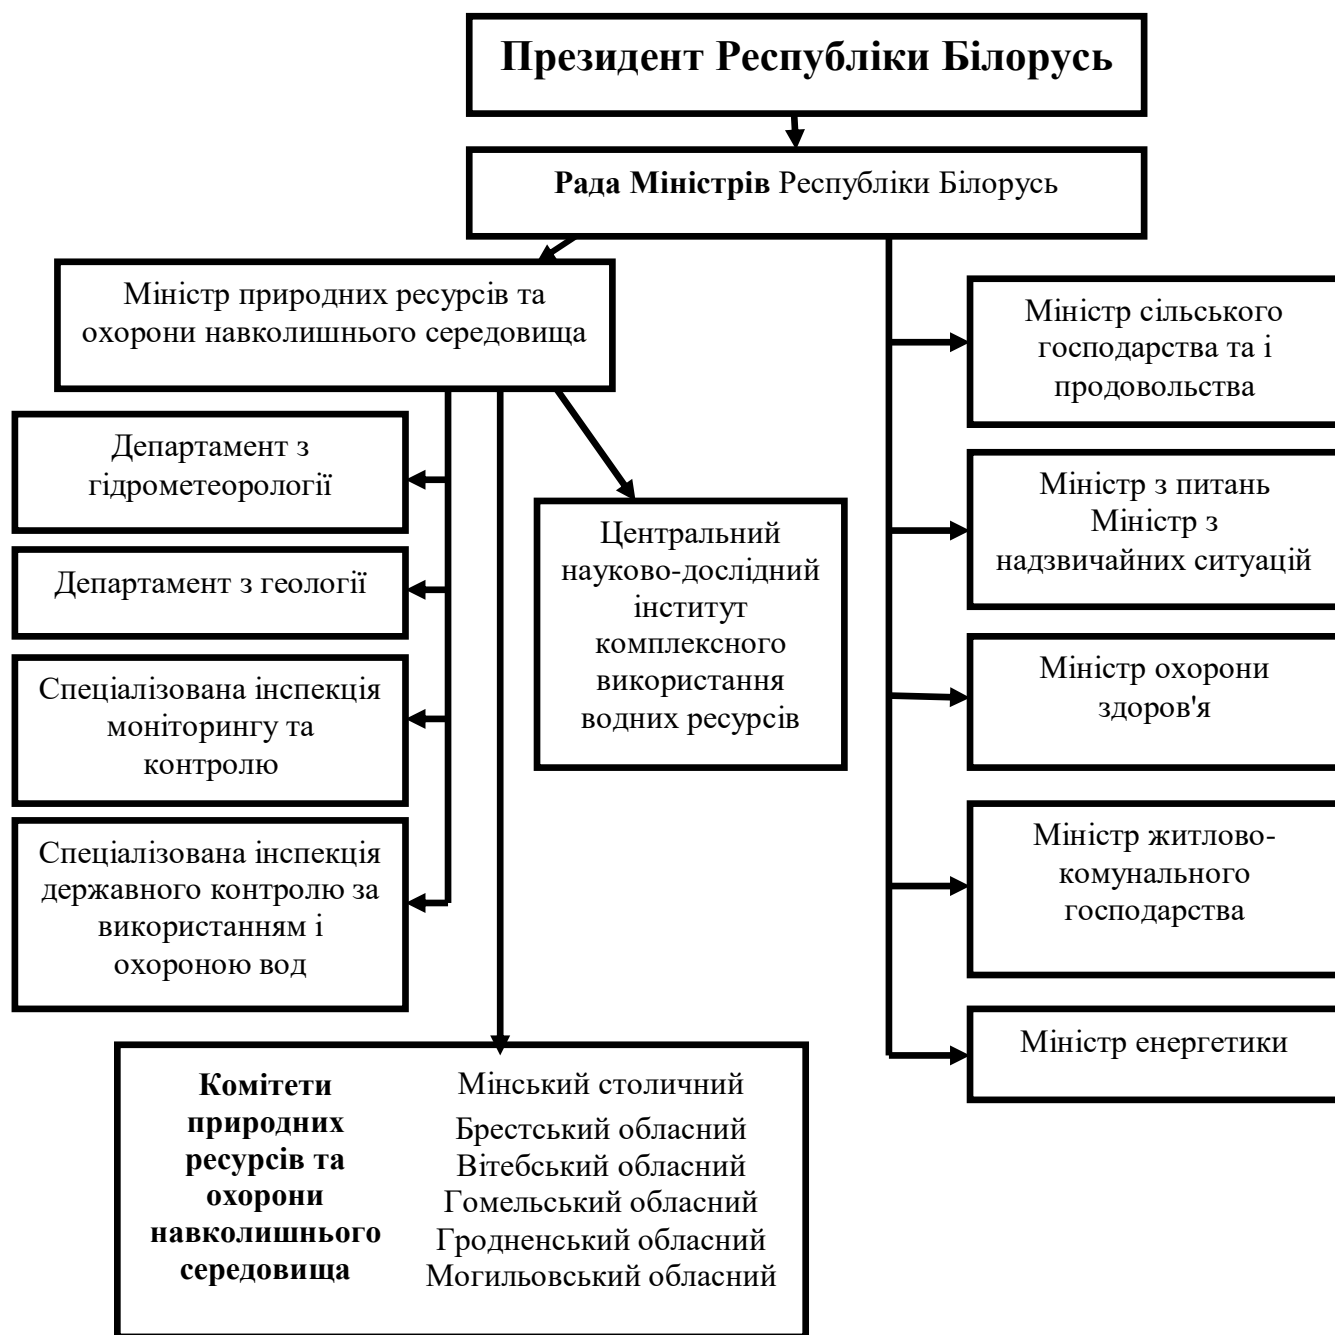 Президент Республіки Білорусь
Рада Міністрів Республіки Білорусь
Міністр природних ресурсів та
охорони навколишнього середовища
Департамент з
гідрометеорології
Департамент з геології
Спеціалізована інспекція
моніторингу та
контролю
Спеціалізована інспекція
державного контролю за
використанням і
охороною вод
Центральний
науково-дослідний
інститут
комплексного
використання
водних ресурсів
Міністр сільського
господарства та і
продовольства
Міністр з питань
Міністр з
надзвичайних ситуацій
Міністр охорони
здоров'я
Міністр житлово-
комунального
господарства
Міністр енергетики
Комітети
природних
ресурсів та
охорони
навколишнього
середовища
Мінський столичний
Брестський обласний
Вітебський обласний
Гомельський обласний
Гродненський обласний
Могильовський обласний